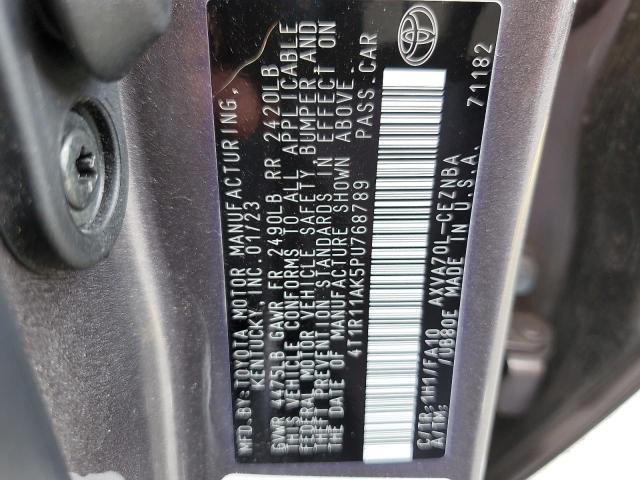 MFD. BY: TOYOTA MOTOR MANUFACTURING,
KENTUCKY, INC. 01/23
GVWR 4475LB GAWR FR 2490LB RR 2420LB
THIS VEHICLE CONFORMS TO ALL APPLICABLE
FEDERAL MOTOR VEHICLE SAFETY BUMPER AND
THEFT PREVENTION STANDARDS IN EFFECT ON
THE DATE OF MANUFACTURE SHOWN ABOVE.
4T1R11AK5PU768789 PASS.CAR
C/TR:1H1/FA10 AXVA70L-CEZNBA
A/TM: /UB80E MADE IN U.S.A. 71182